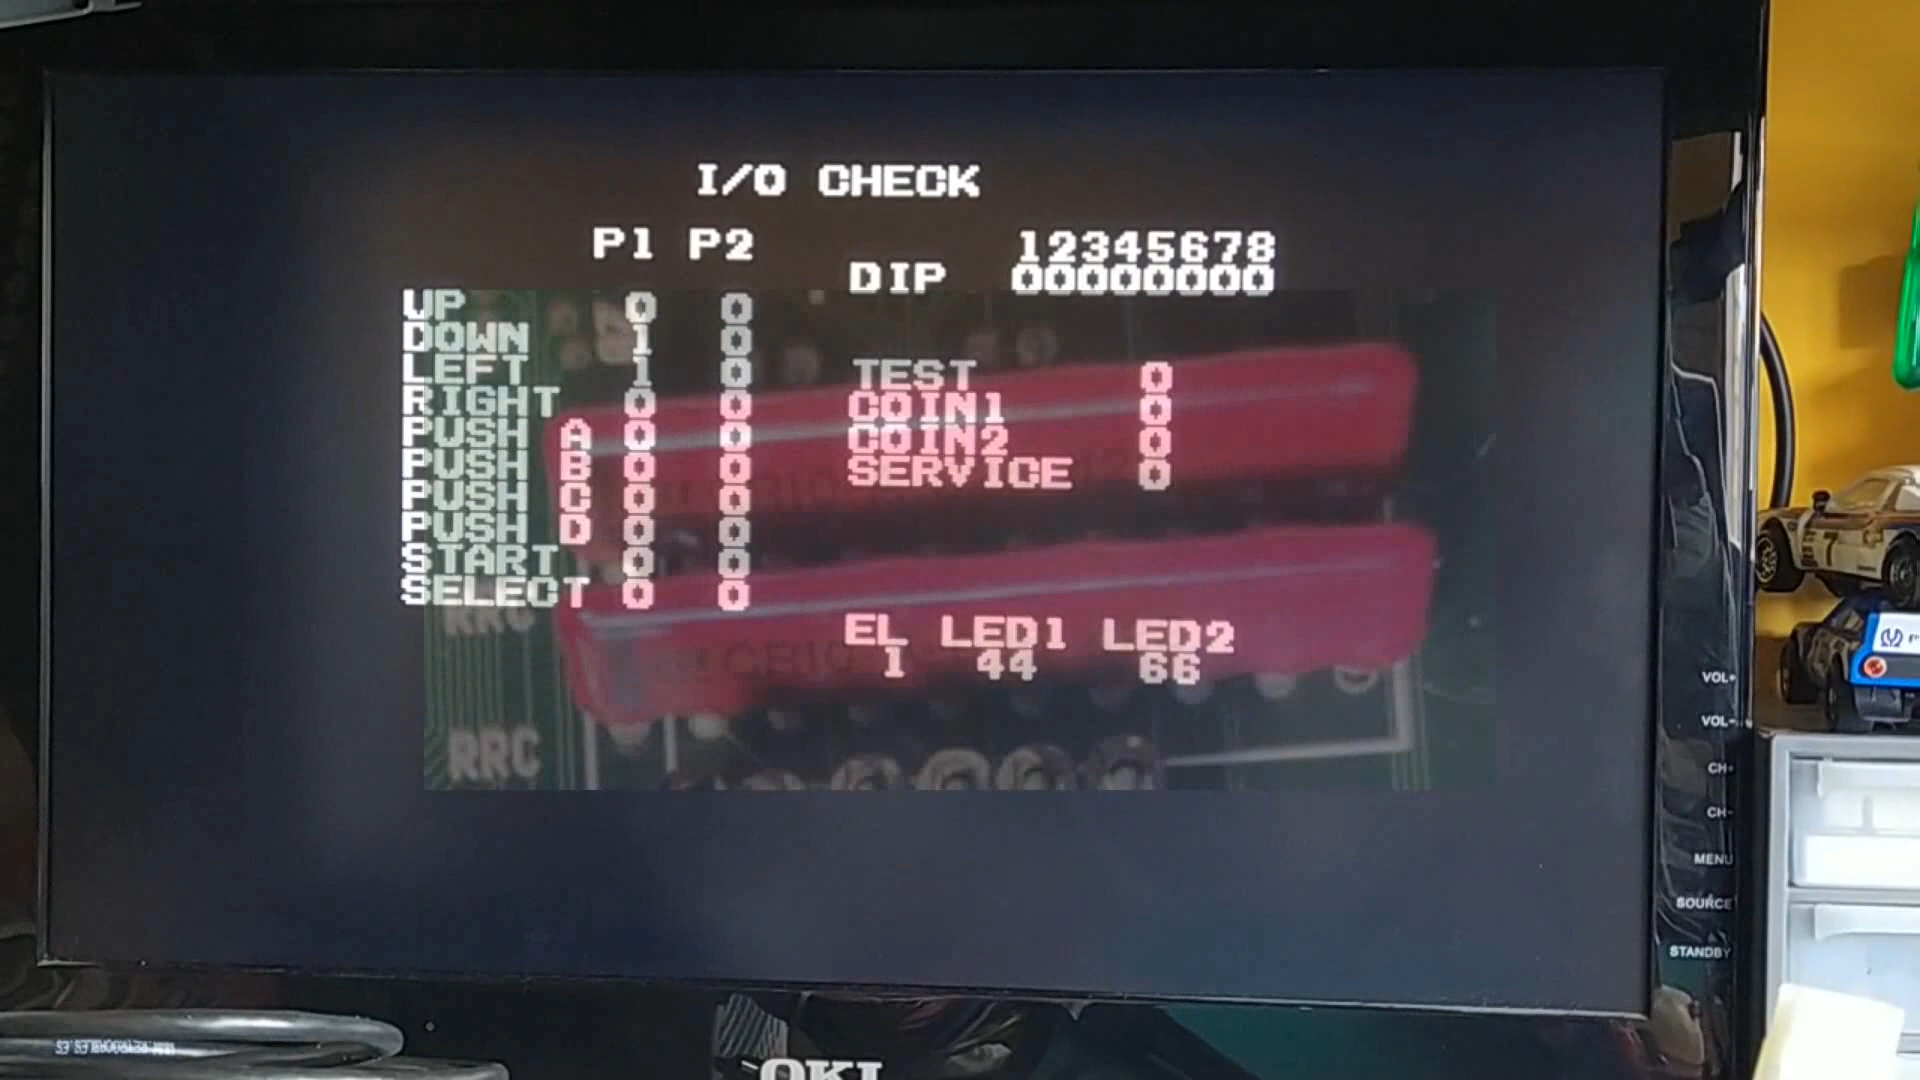 I/O CHECK
P1 P2
12345678
DIP 00000000
UP 0 0
DOWN 1 0
LEFT 1 0
RIGHT 0 0
PUSH A 0 0
PUSH B 0 0
PUSH C 0 0
PUSH D 0 0
START 0 0
SELECT 0 0
TEST 0
COIN1 0
COIN2 0
SERVICE 0
EL LED1 LED2
1 44 66
RRC
RRC
VOL+
VOL-
CH+
CH-
MENU
SOURCE
STANDBY
7
OKI